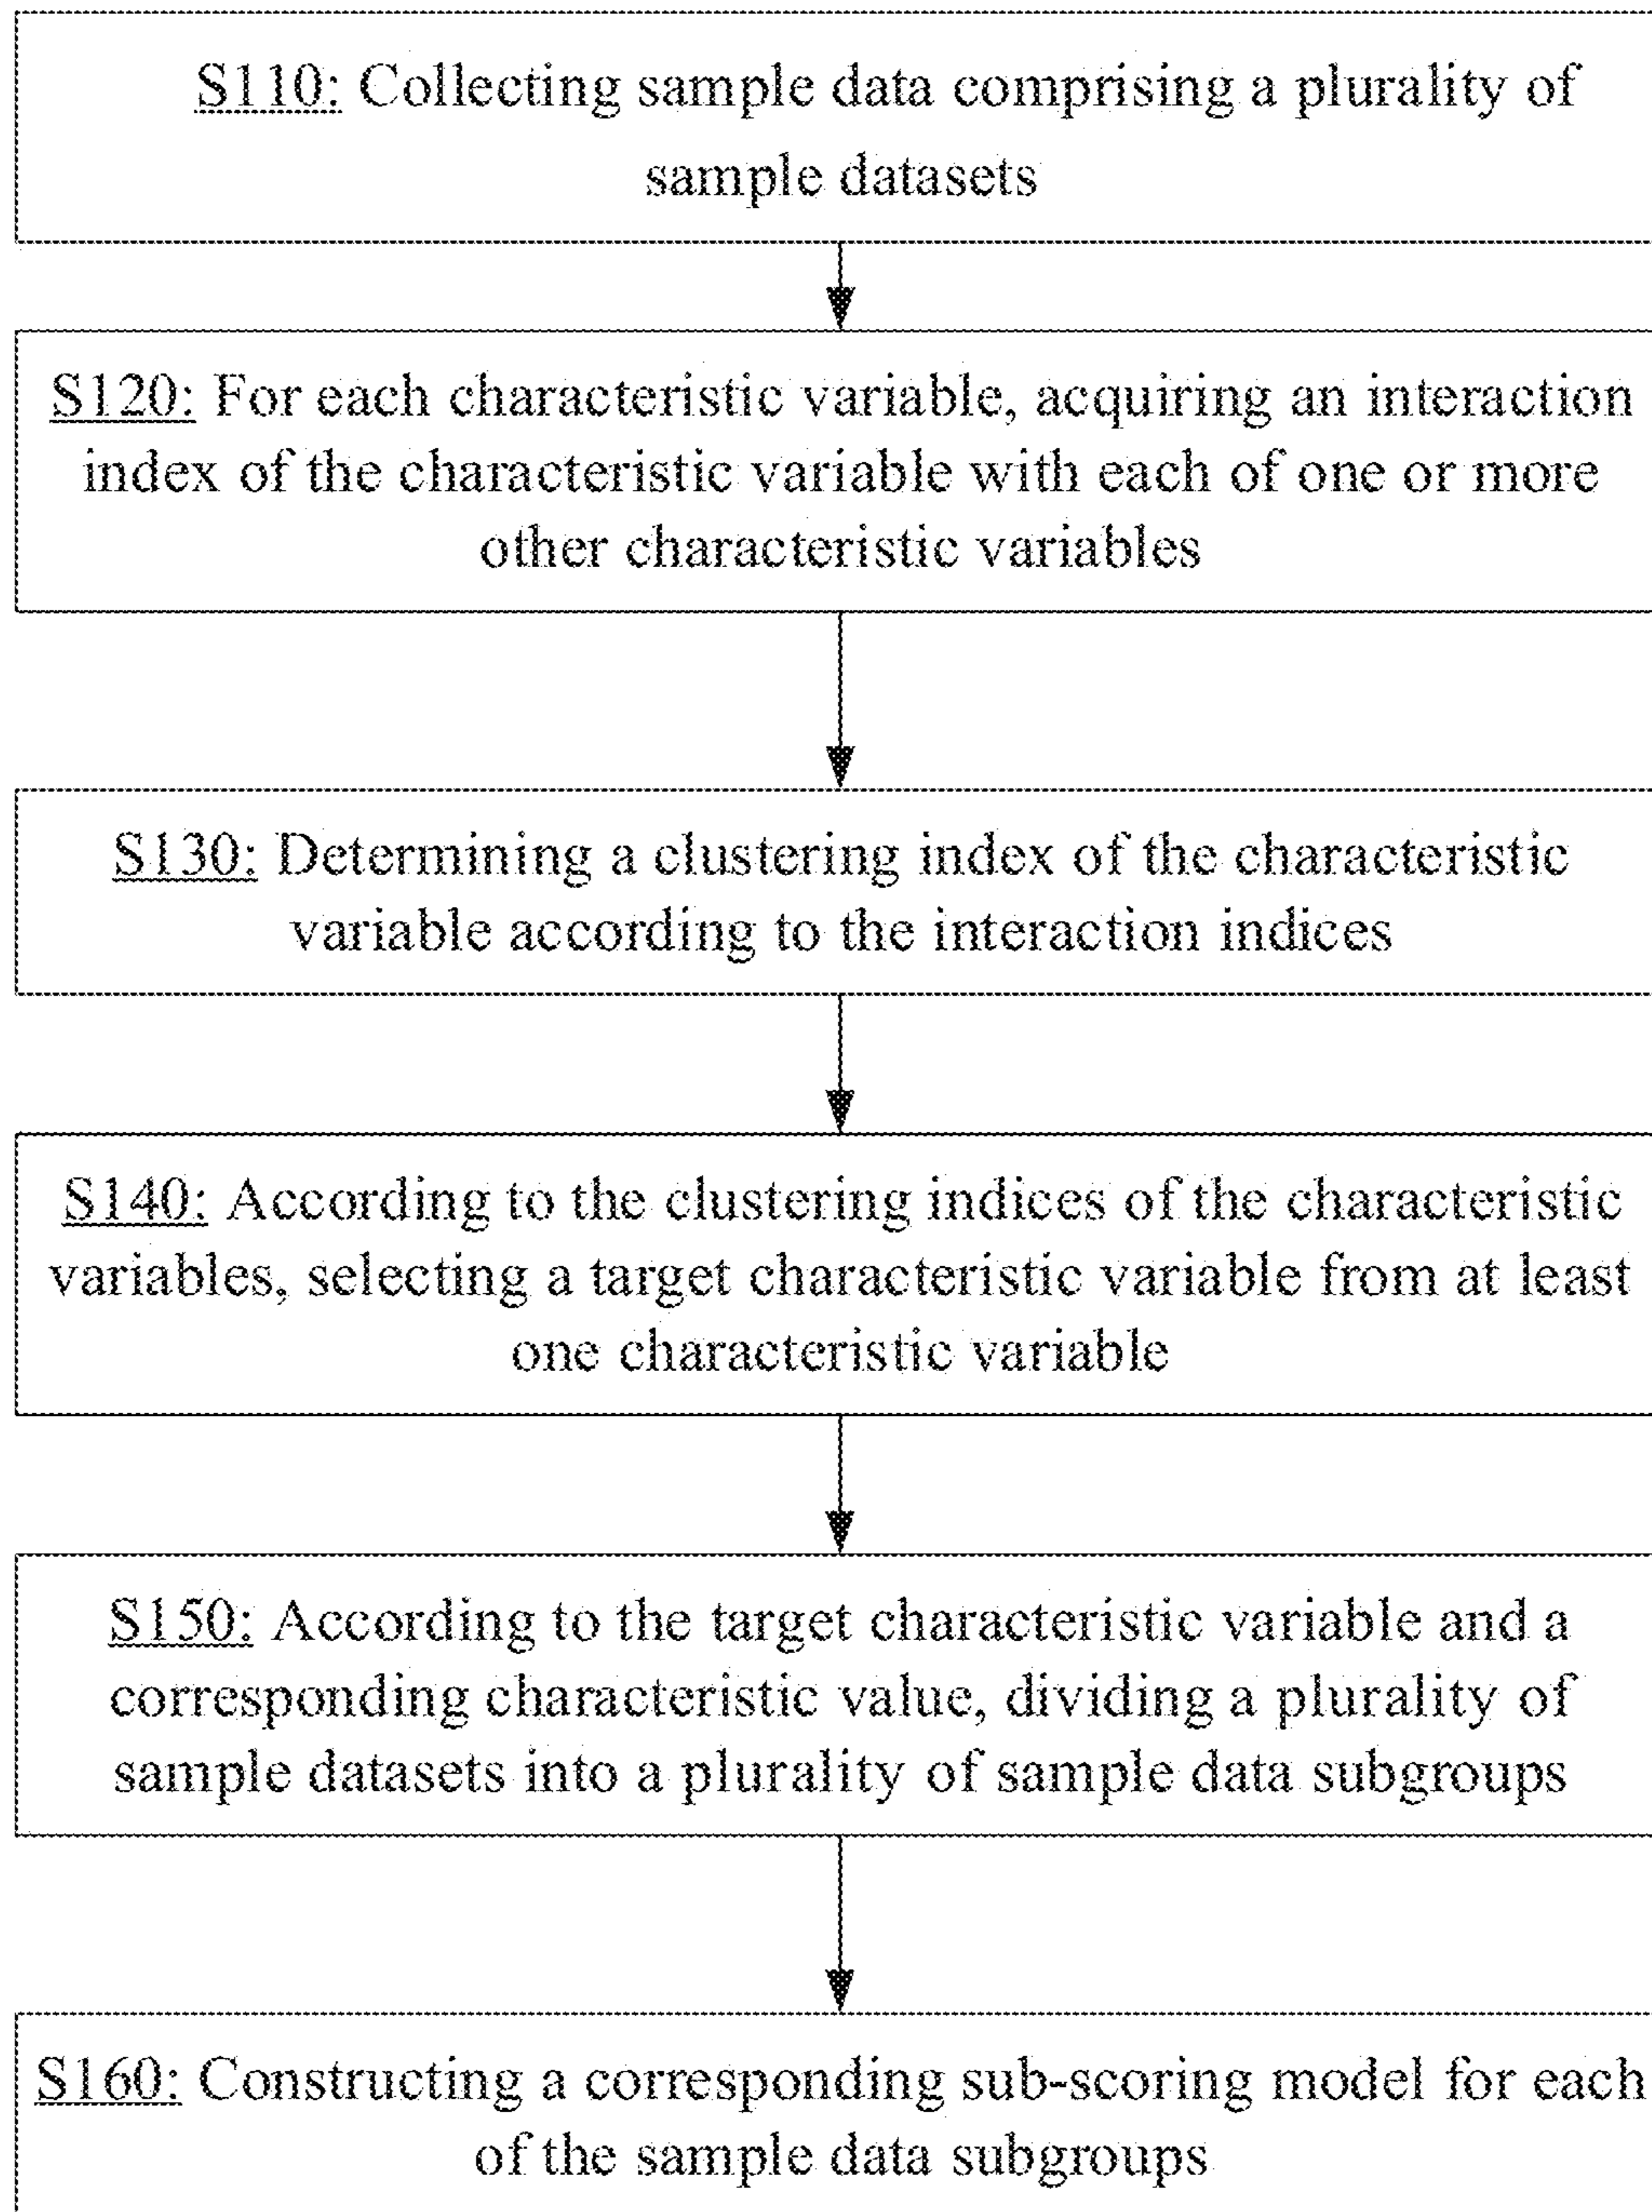 S110: Collecting sample data comprising a plurality of
sample datasets
S120: For each characteristic variable, acquiring an interaction
index of the characteristic variable with each of one or more
other characteristic variables
S130: Determining a clustering index of the characteristic
variable according to the interaction indices
S140: According to the clustering indices of the characteristic
variables, selecting a target characteristic variable from at least
one characteristic variable
S150: According to the target characteristic variable and a
corresponding characteristic value, dividing a plurality of
sample datasets into a plurality of sample data subgroups
S160: Constructing a corresponding sub-scoring model for each
of the sample data subgroups